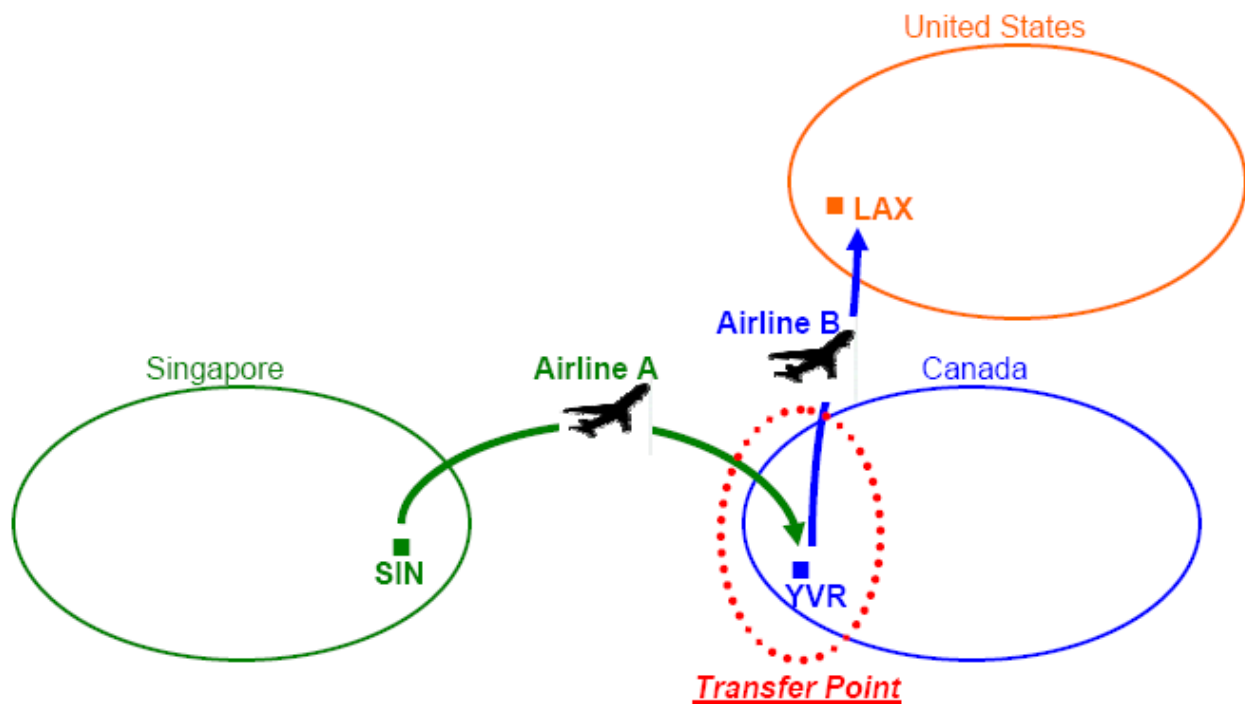 United States
LAX
Airline B
Singapore
Airline A
Canada
SIN
YVR
Transfer Point